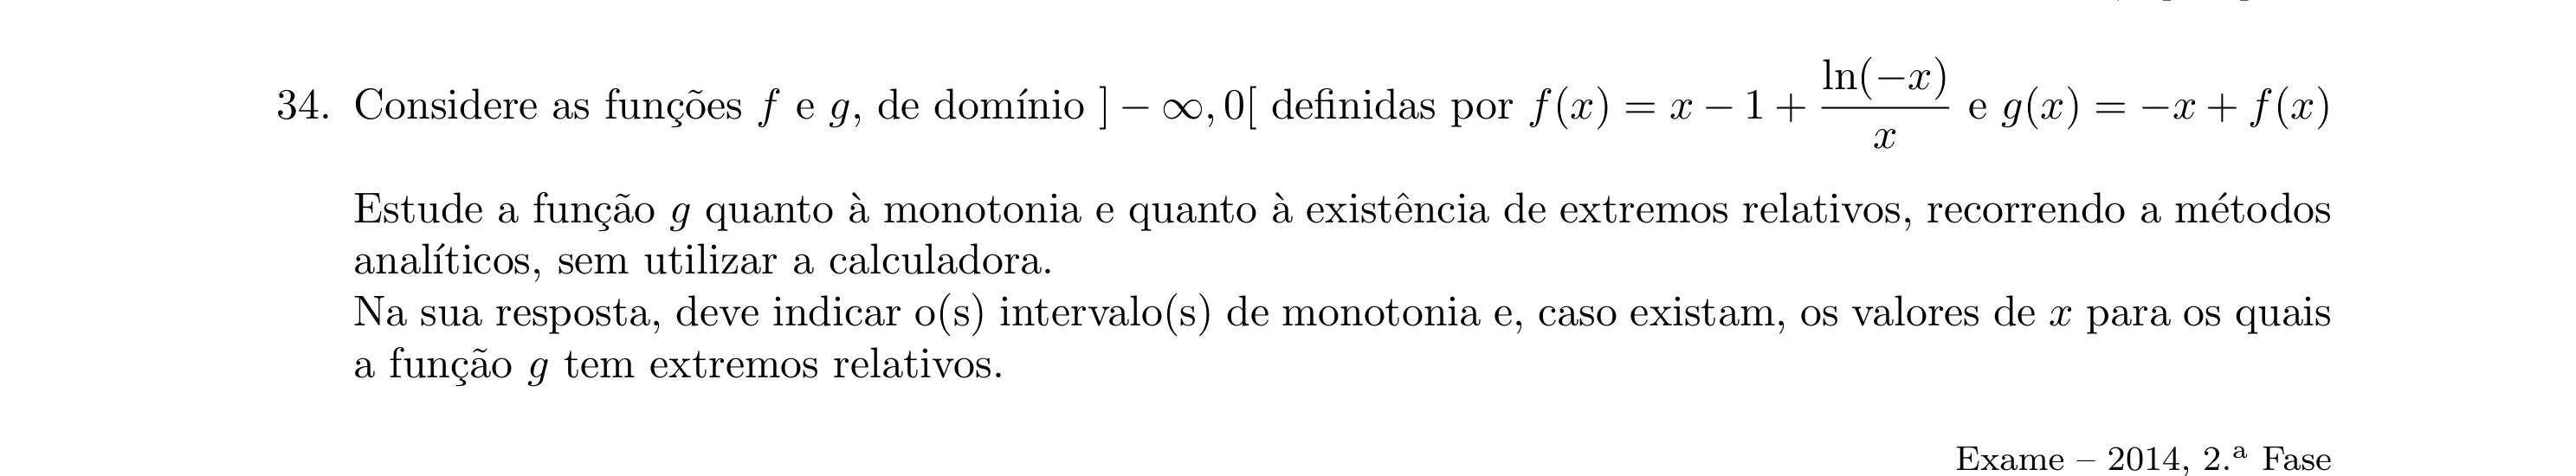 34. Considere as funções f e g, de domínio ] − ∞, 0[ definidas por f(x) = x − 1 + ln(−x)/x e g(x) = −x + f(x)
Estude a função g quanto à monotonia e quanto à existência de extremos relativos, recorrendo a métodos
analíticos, sem utilizar a calculadora.
Na sua resposta, deve indicar o(s) intervalo(s) de monotonia e, caso existam, os valores de x para os quais
a função g tem extremos relativos.
Exame – 2014, 2.ª Fase